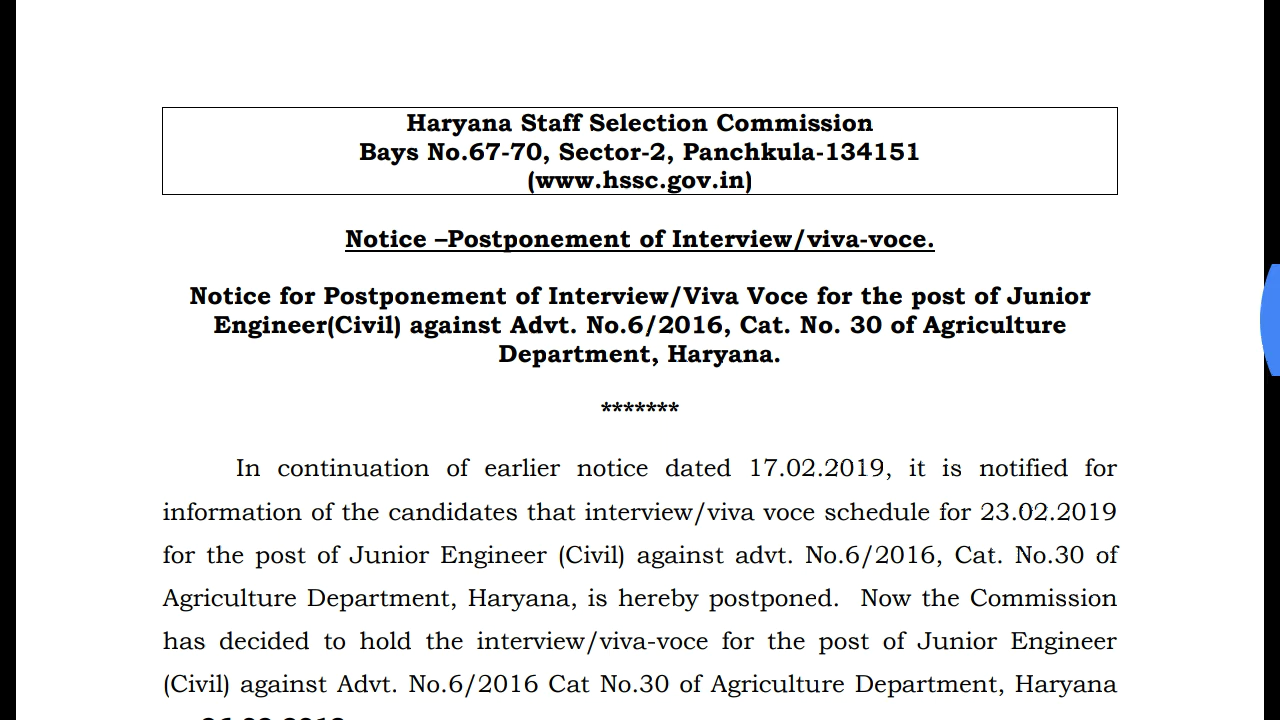 Haryana Staff Selection Commission
Bays No.67-70, Sector-2, Panchkula-134151
(www.hssc.gov.in)
Notice –Postponement of Interview/viva-voce.
Notice for Postponement of Interview/Viva Voce for the post of Junior
Engineer(Civil) against Advt. No.6/2016, Cat. No. 30 of Agriculture
Department, Haryana.
*******
In continuation of earlier notice dated 17.02.2019, it is notified for
information of the candidates that interview/viva voce schedule for 23.02.2019
for the post of Junior Engineer (Civil) against advt. No.6/2016, Cat. No.30 of
Agriculture Department, Haryana, is hereby postponed. Now the Commission
has decided to hold the interview/viva-voce for the post of Junior Engineer
(Civil) against Advt. No.6/2016 Cat No.30 of Agriculture Department, Haryana